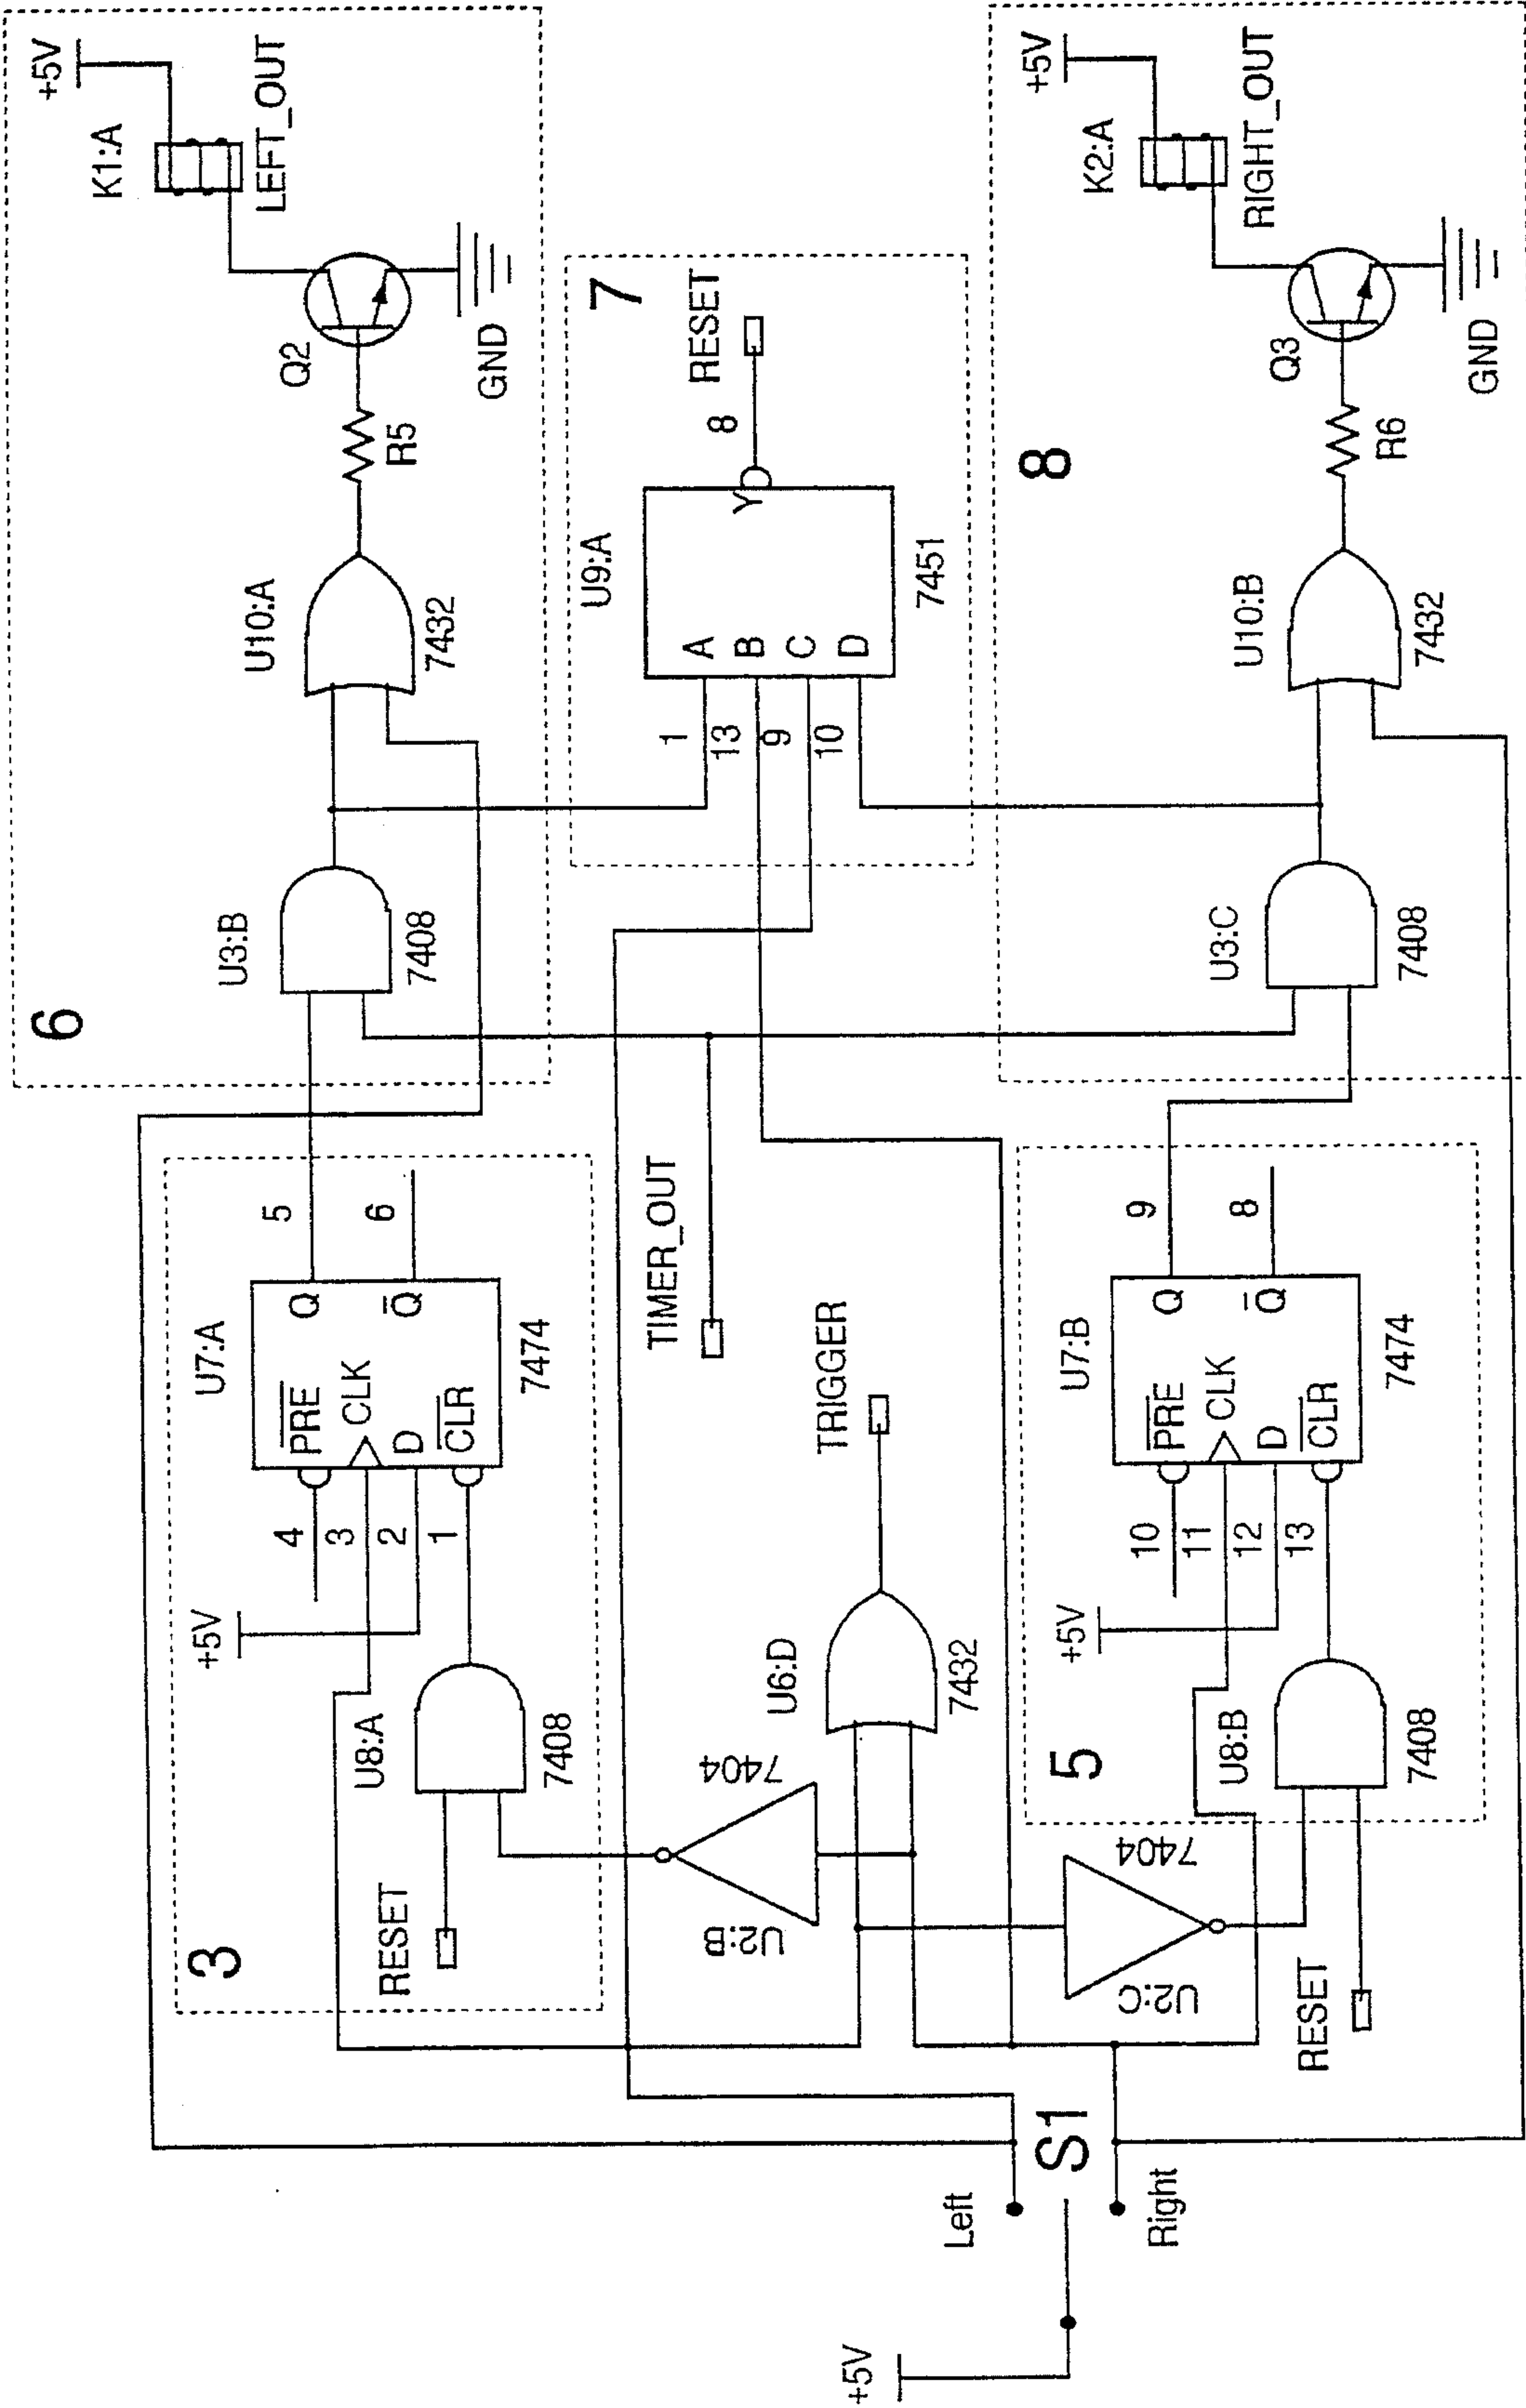 6
+5V
K1:A
LEFT_OUT
Q2
R5
GND
U10:A
7432
U3:B
7408
3
U7:A
PRE
CLK
D
CLR
Q
Q̅
7474
4
3
2
1
5
6
+5V
U8:A
7408
RESET
7
U9:A
A
B
C
D
Y
7451
1
13
9
10
8
RESET
TIMER_OUT
TRIGGER
U6:D
7432
U2:B
7404
U2:C
7404
5
U7:B
PRE
CLK
D
CLR
Q
Q̅
7474
10
11
12
13
9
8
+5V
U8:B
7408
RESET
8
+5V
K2:A
RIGHT_OUT
Q3
R6
GND
U10:B
7432
U3:C
7408
Left
S1
Right
+5V